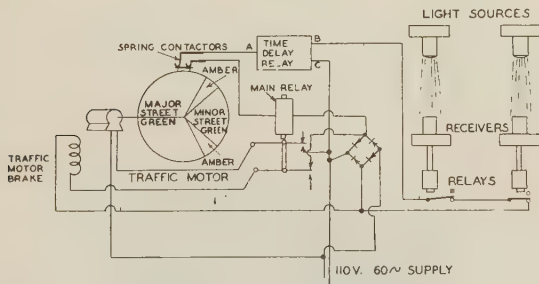 LIGHT SOURCES
SPRING CONTACTORS
A
TIME
DELAY
RELAY
B
C
AMBER
MAIN RELAY
MAJOR
STREET
GREEN
MINOR
STREET
GREEN
AMBER
RECEIVERS
TRAFFIC
MOTOR
BRAKE
TRAFFIC MOTOR
RELAYS
110V. 60~ SUPPLY